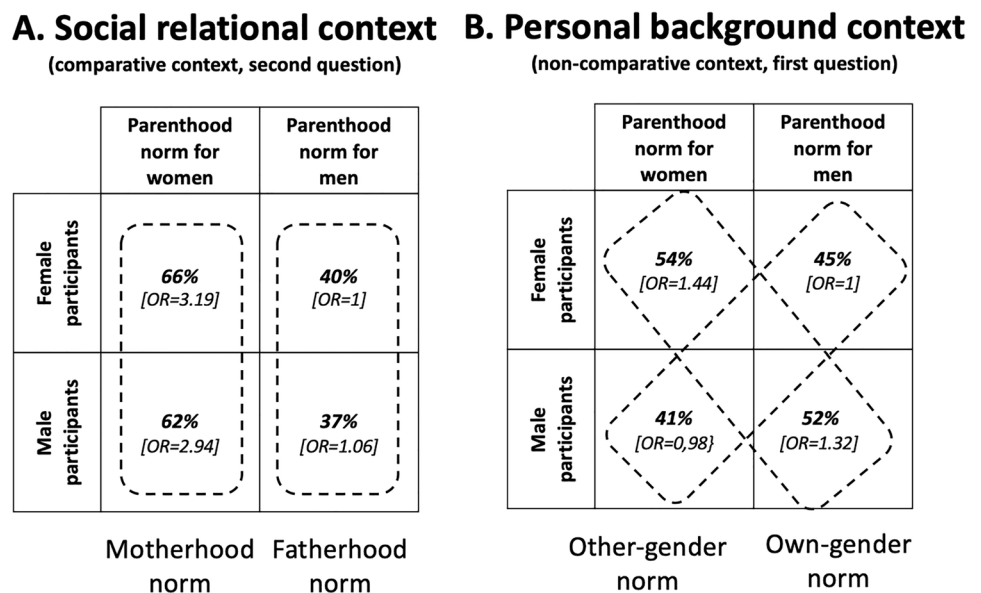 A. Social relational context
(comparative context, second question)
Parenthood
norm for
women
Parenthood
norm for
men
Female
participants
66%
[OR=3.19]
40%
[OR=1]
Male
participants
62%
[OR=2.94]
37%
[OR=1.06]
Motherhood
norm
Fatherhood
norm
B. Personal background context
(non-comparative context, first question)
Parenthood
norm for
women
Parenthood
norm for
men
Female
participants
54%
[OR=1.44]
45%
[OR=1]
Male
participants
41%
[OR=0,98}
52%
[OR=1.32]
Other-gender
norm
Own-gender
norm